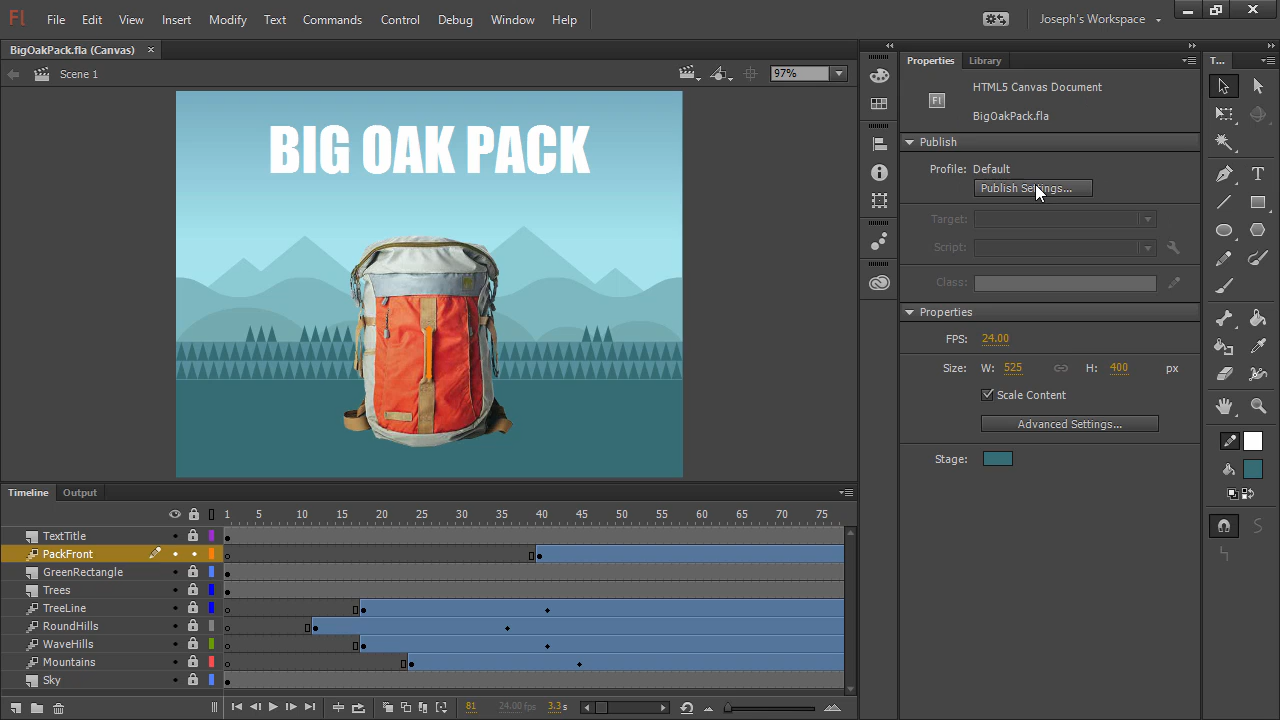 Fl File Edit View Insert Modify Text Commands Control Debug Window Help Joseph's Workspace
BigOakPack.fla (Canvas) ×
Scene 1 97%
BIG OAK PACK
Properties Library T...
Fl HTML5 Canvas Document
BigOakPack.fla
Publish
Profile: Default
Publish Settings...
Target:
Script:
Class:
Properties
FPS: 24.00
Size: W: 525 H: 400 px
Scale Content
Advanced Settings...
Stage:
Timeline Output
1 5 10 15 20 25 30 35 40 45 50 55 60 65 70 75
TextTitle
PackFront
GreenRectangle
Trees
TreeLine
RoundHills
WaveHills
Mountains
Sky
81 24.00 fps 3.3 s